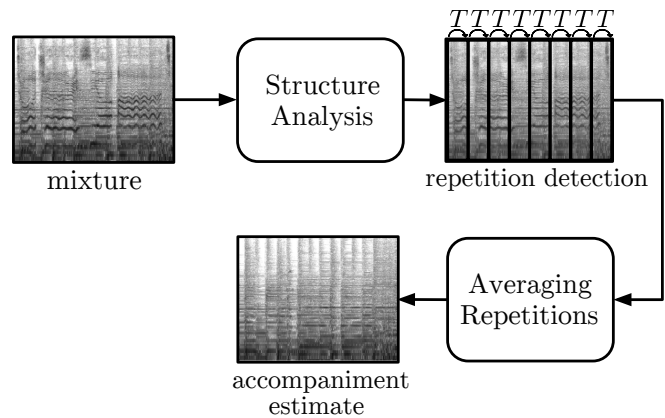 T T T T T T T T
Structure
Analysis
mixture
repetition detection
Averaging
Repetitions
accompaniment
estimate